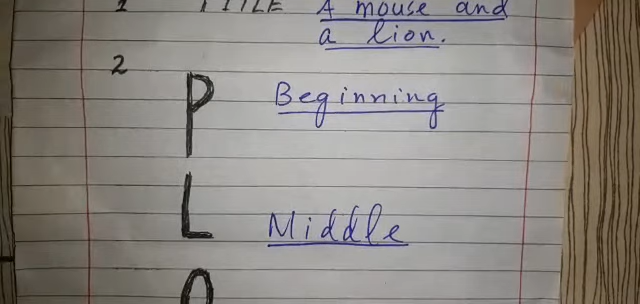 1 TITLE A mouse and
a lion.
2
P Beginning
L Middle
O